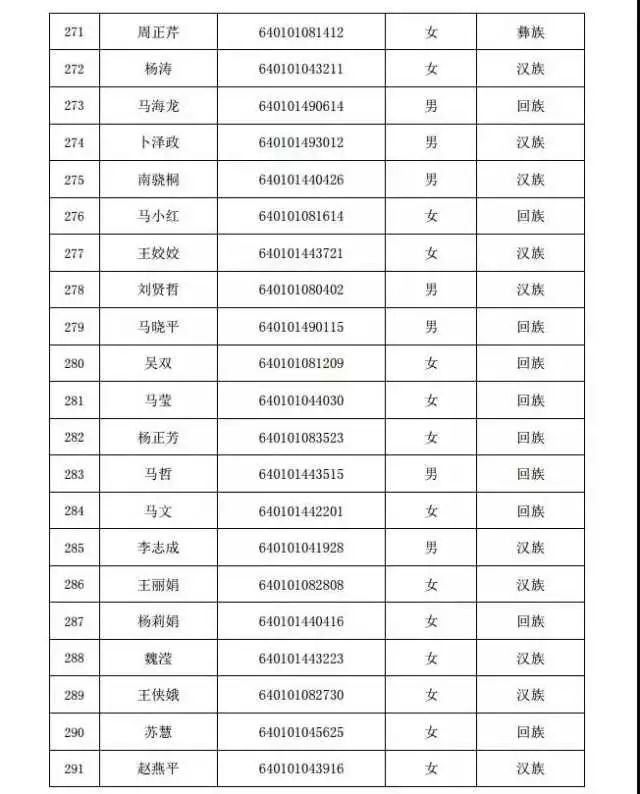 271 周正芹 640101081412 女 彝族
272 杨涛 640101043211 女 汉族
273 马海龙 640101490614 男 回族
274 卜泽政 640101493012 男 汉族
275 南骁桐 640101440426 男 汉族
276 马小红 640101081614 女 回族
277 王姣姣 640101443721 女 汉族
278 刘贤哲 640101080402 男 汉族
279 马晓平 640101490115 男 回族
280 吴双 640101081209 女 回族
281 马莹 640101044030 女 回族
282 杨正芳 640101083523 女 回族
283 马哲 640101443515 男 回族
284 马文 640101442201 女 回族
285 李志成 640101041928 男 汉族
286 王丽娟 640101082808 女 汉族
287 杨莉娟 640101440416 女 回族
288 魏滢 640101443223 女 汉族
289 王侠娥 640101082730 女 汉族
290 苏慧 640101045625 女 回族
291 赵燕平 640101043916 女 汉族